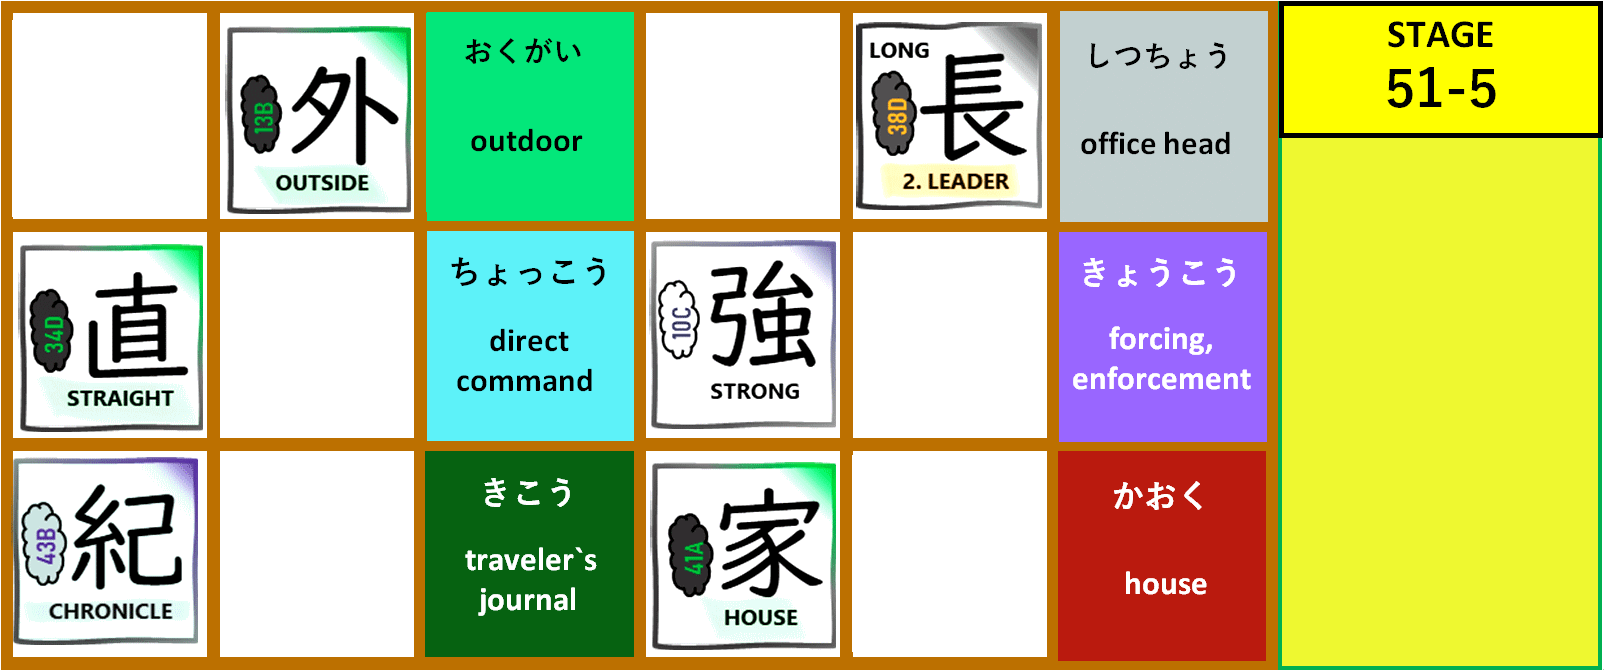 13B
外
OUTSIDE
おくがい
outdoor
LONG
38D
長
2. LEADER
しつちょう
office head
STAGE
51-5
34D
直
STRAIGHT
ちょっこう
direct
command
10C
強
STRONG
きょうこう
forcing,
enforcement
43B
紀
CHRONICLE
きこう
traveler`s
journal
41A
家
HOUSE
かおく
house